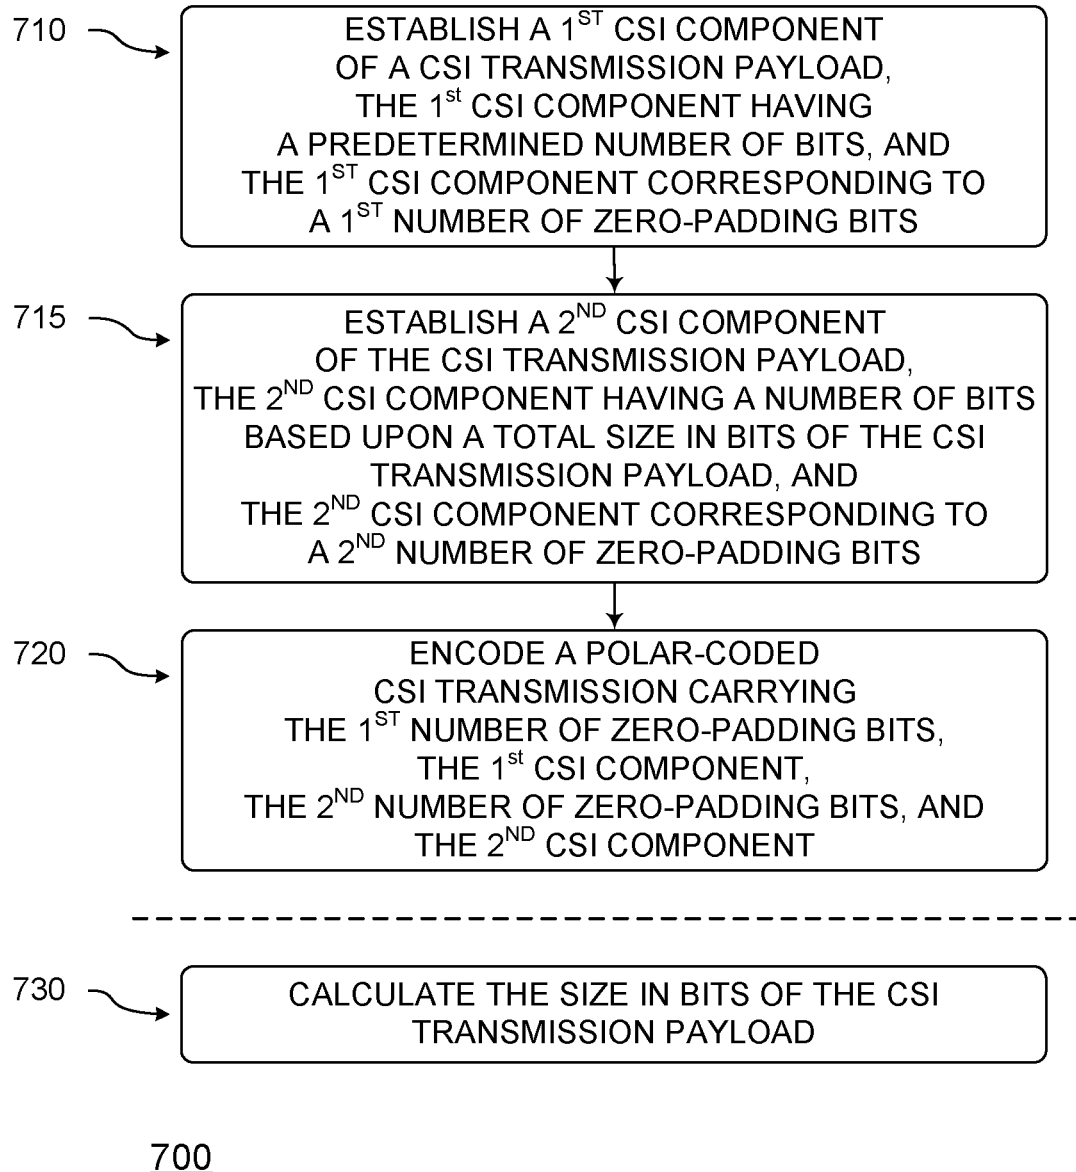 710
ESTABLISH A 1ST CSI COMPONENT
OF A CSI TRANSMISSION PAYLOAD,
THE 1st CSI COMPONENT HAVING
A PREDETERMINED NUMBER OF BITS, AND
THE 1ST CSI COMPONENT CORRESPONDING TO
A 1ST NUMBER OF ZERO-PADDING BITS
715
ESTABLISH A 2ND CSI COMPONENT
OF THE CSI TRANSMISSION PAYLOAD,
THE 2ND CSI COMPONENT HAVING A NUMBER OF BITS
BASED UPON A TOTAL SIZE IN BITS OF THE CSI
TRANSMISSION PAYLOAD, AND
THE 2ND CSI COMPONENT CORRESPONDING TO
A 2ND NUMBER OF ZERO-PADDING BITS
720
ENCODE A POLAR-CODED
CSI TRANSMISSION CARRYING
THE 1ST NUMBER OF ZERO-PADDING BITS,
THE 1st CSI COMPONENT,
THE 2ND NUMBER OF ZERO-PADDING BITS, AND
THE 2ND CSI COMPONENT
730
CALCULATE THE SIZE IN BITS OF THE CSI
TRANSMISSION PAYLOAD
700